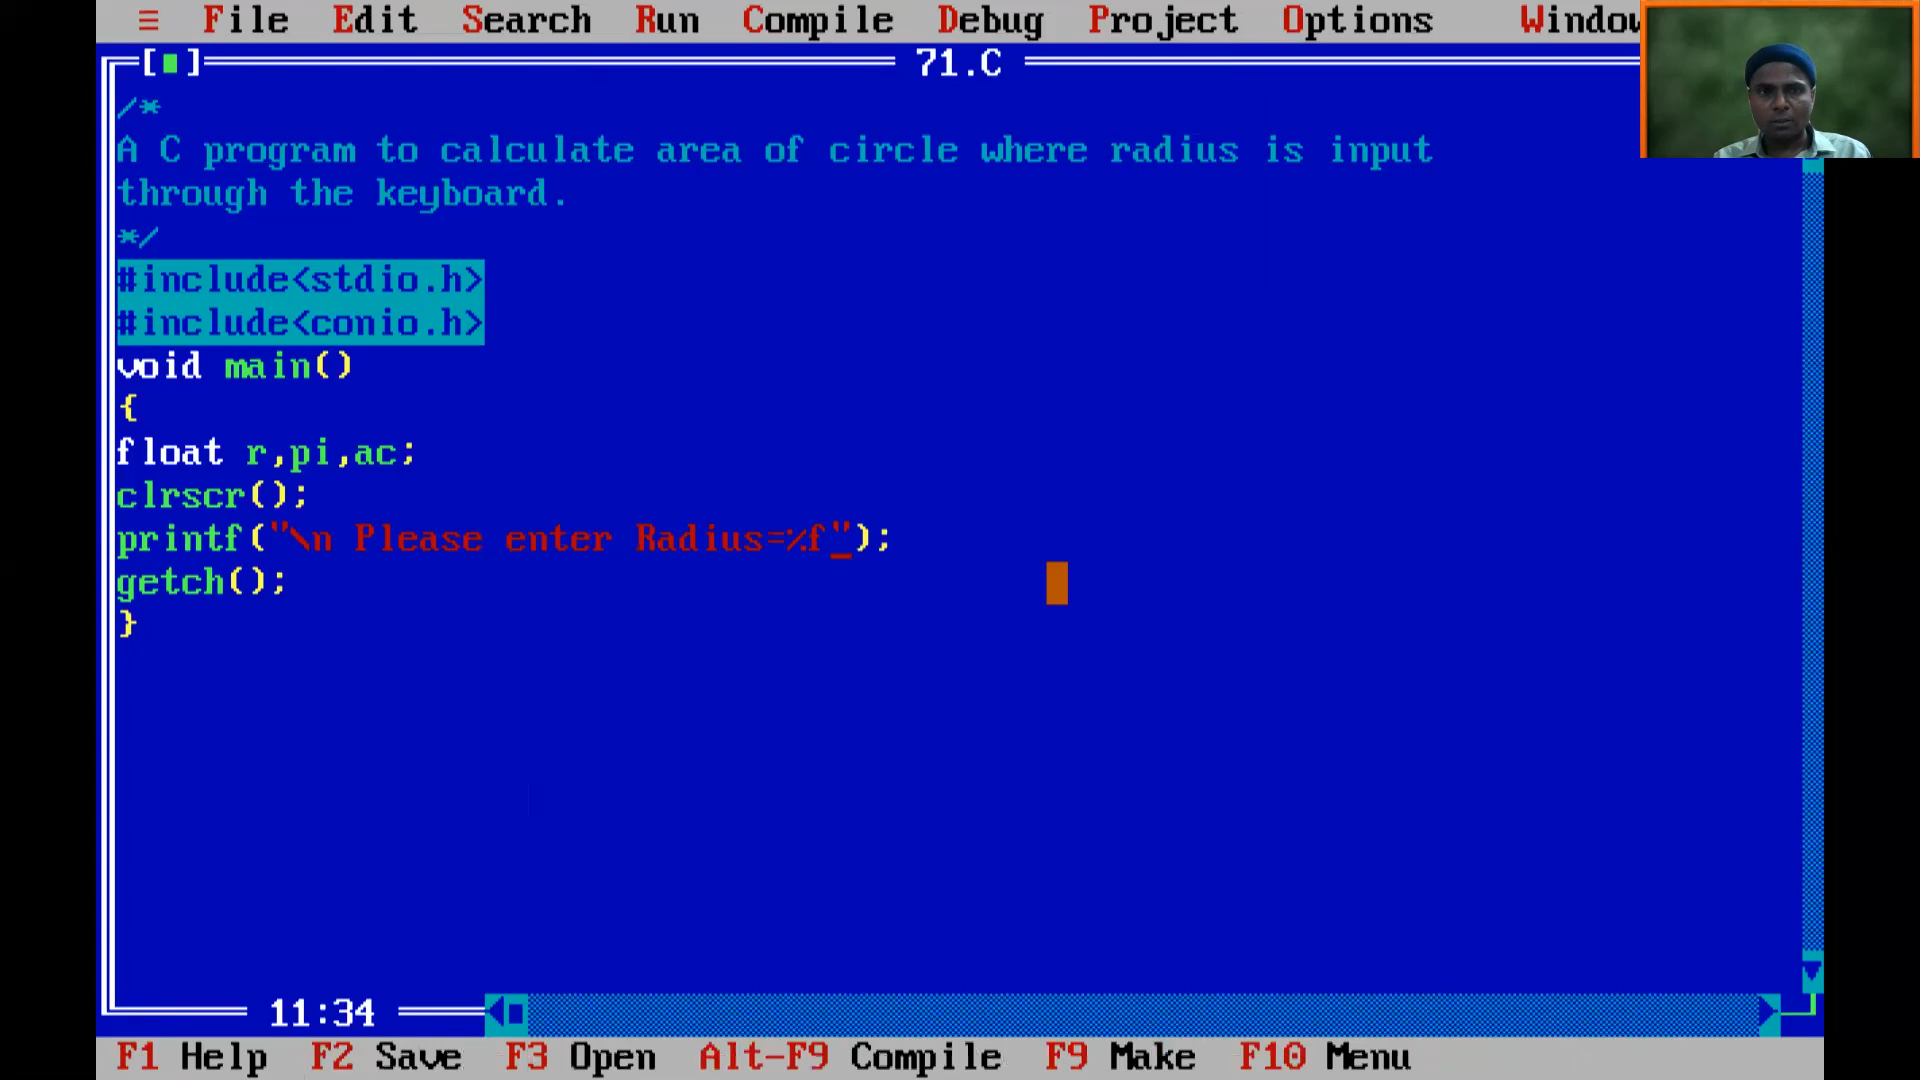 ≡ File Edit Search Run Compile Debug Project Options Window
[■] 71.C
/*
A C program to calculate area of circle where radius is input
through the keyboard.
*/
#include<stdio.h>
#include<conio.h>
void main()
{
float r,pi,ac;
clrscr();
printf("\n Please enter Radius=%f");
getch();
}
11:34
F1 Help F2 Save F3 Open Alt-F9 Compile F9 Make F10 Menu